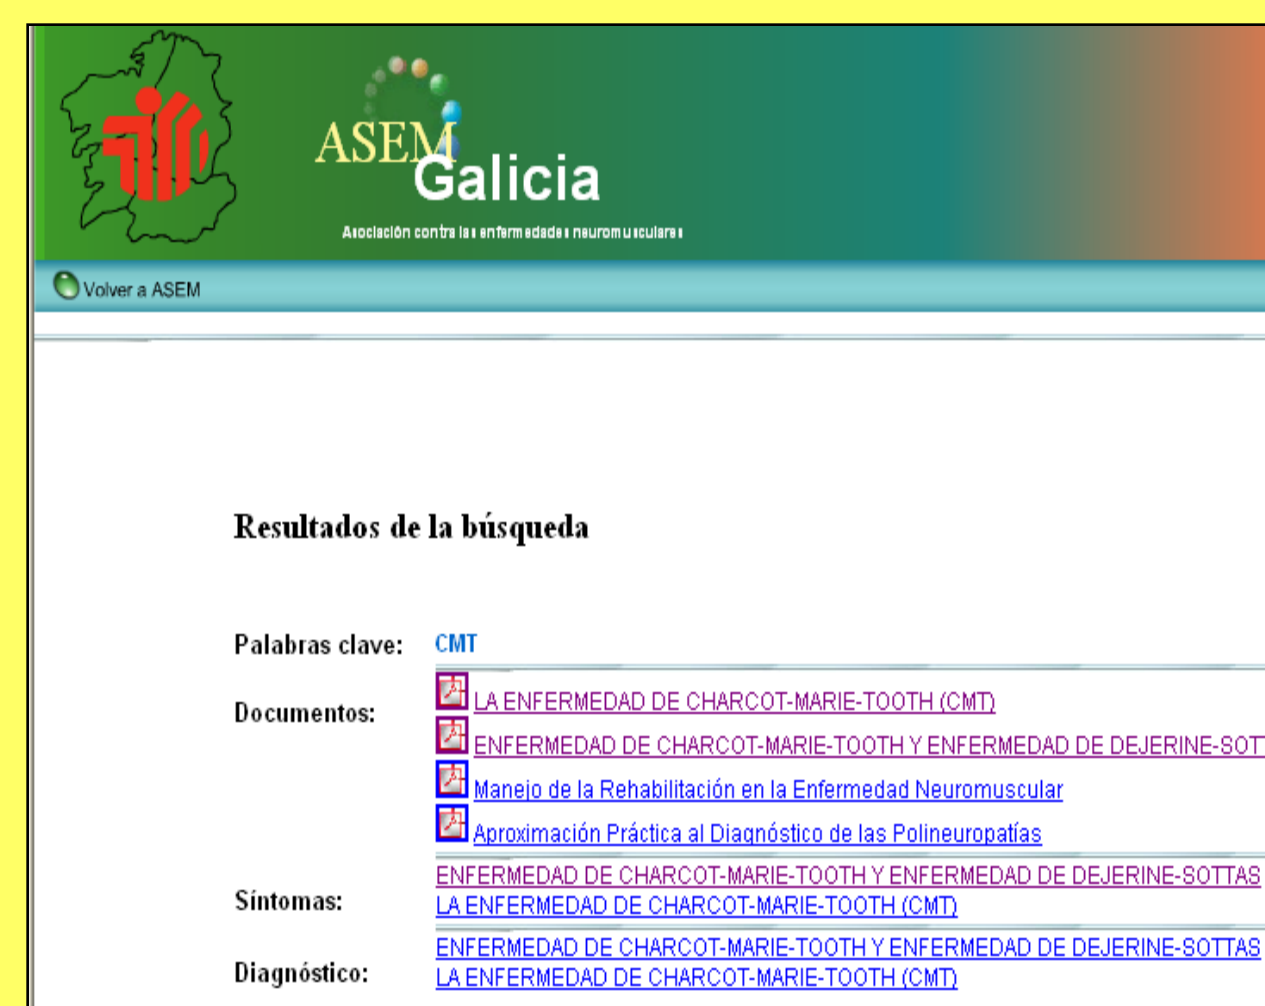 ASEM
Galicia
Asociación contra las enfermedades neuromusculares
Volver a ASEM
Resultados de la búsqueda
Palabras clave: CMT
Documentos: LA ENFERMEDAD DE CHARCOT-MARIE-TOOTH (CMT)
ENFERMEDAD DE CHARCOT-MARIE-TOOTH Y ENFERMEDAD DE DEJERINE-SOT
Manejo de la Rehabilitación en la Enfermedad Neuromuscular
Aproximación Práctica al Diagnóstico de las Polineuropatías
Síntomas: ENFERMEDAD DE CHARCOT-MARIE-TOOTH Y ENFERMEDAD DE DEJERINE-SOTTAS
LA ENFERMEDAD DE CHARCOT-MARIE-TOOTH (CMT)
Diagnóstico: ENFERMEDAD DE CHARCOT-MARIE-TOOTH Y ENFERMEDAD DE DEJERINE-SOTTAS
LA ENFERMEDAD DE CHARCOT-MARIE-TOOTH (CMT)